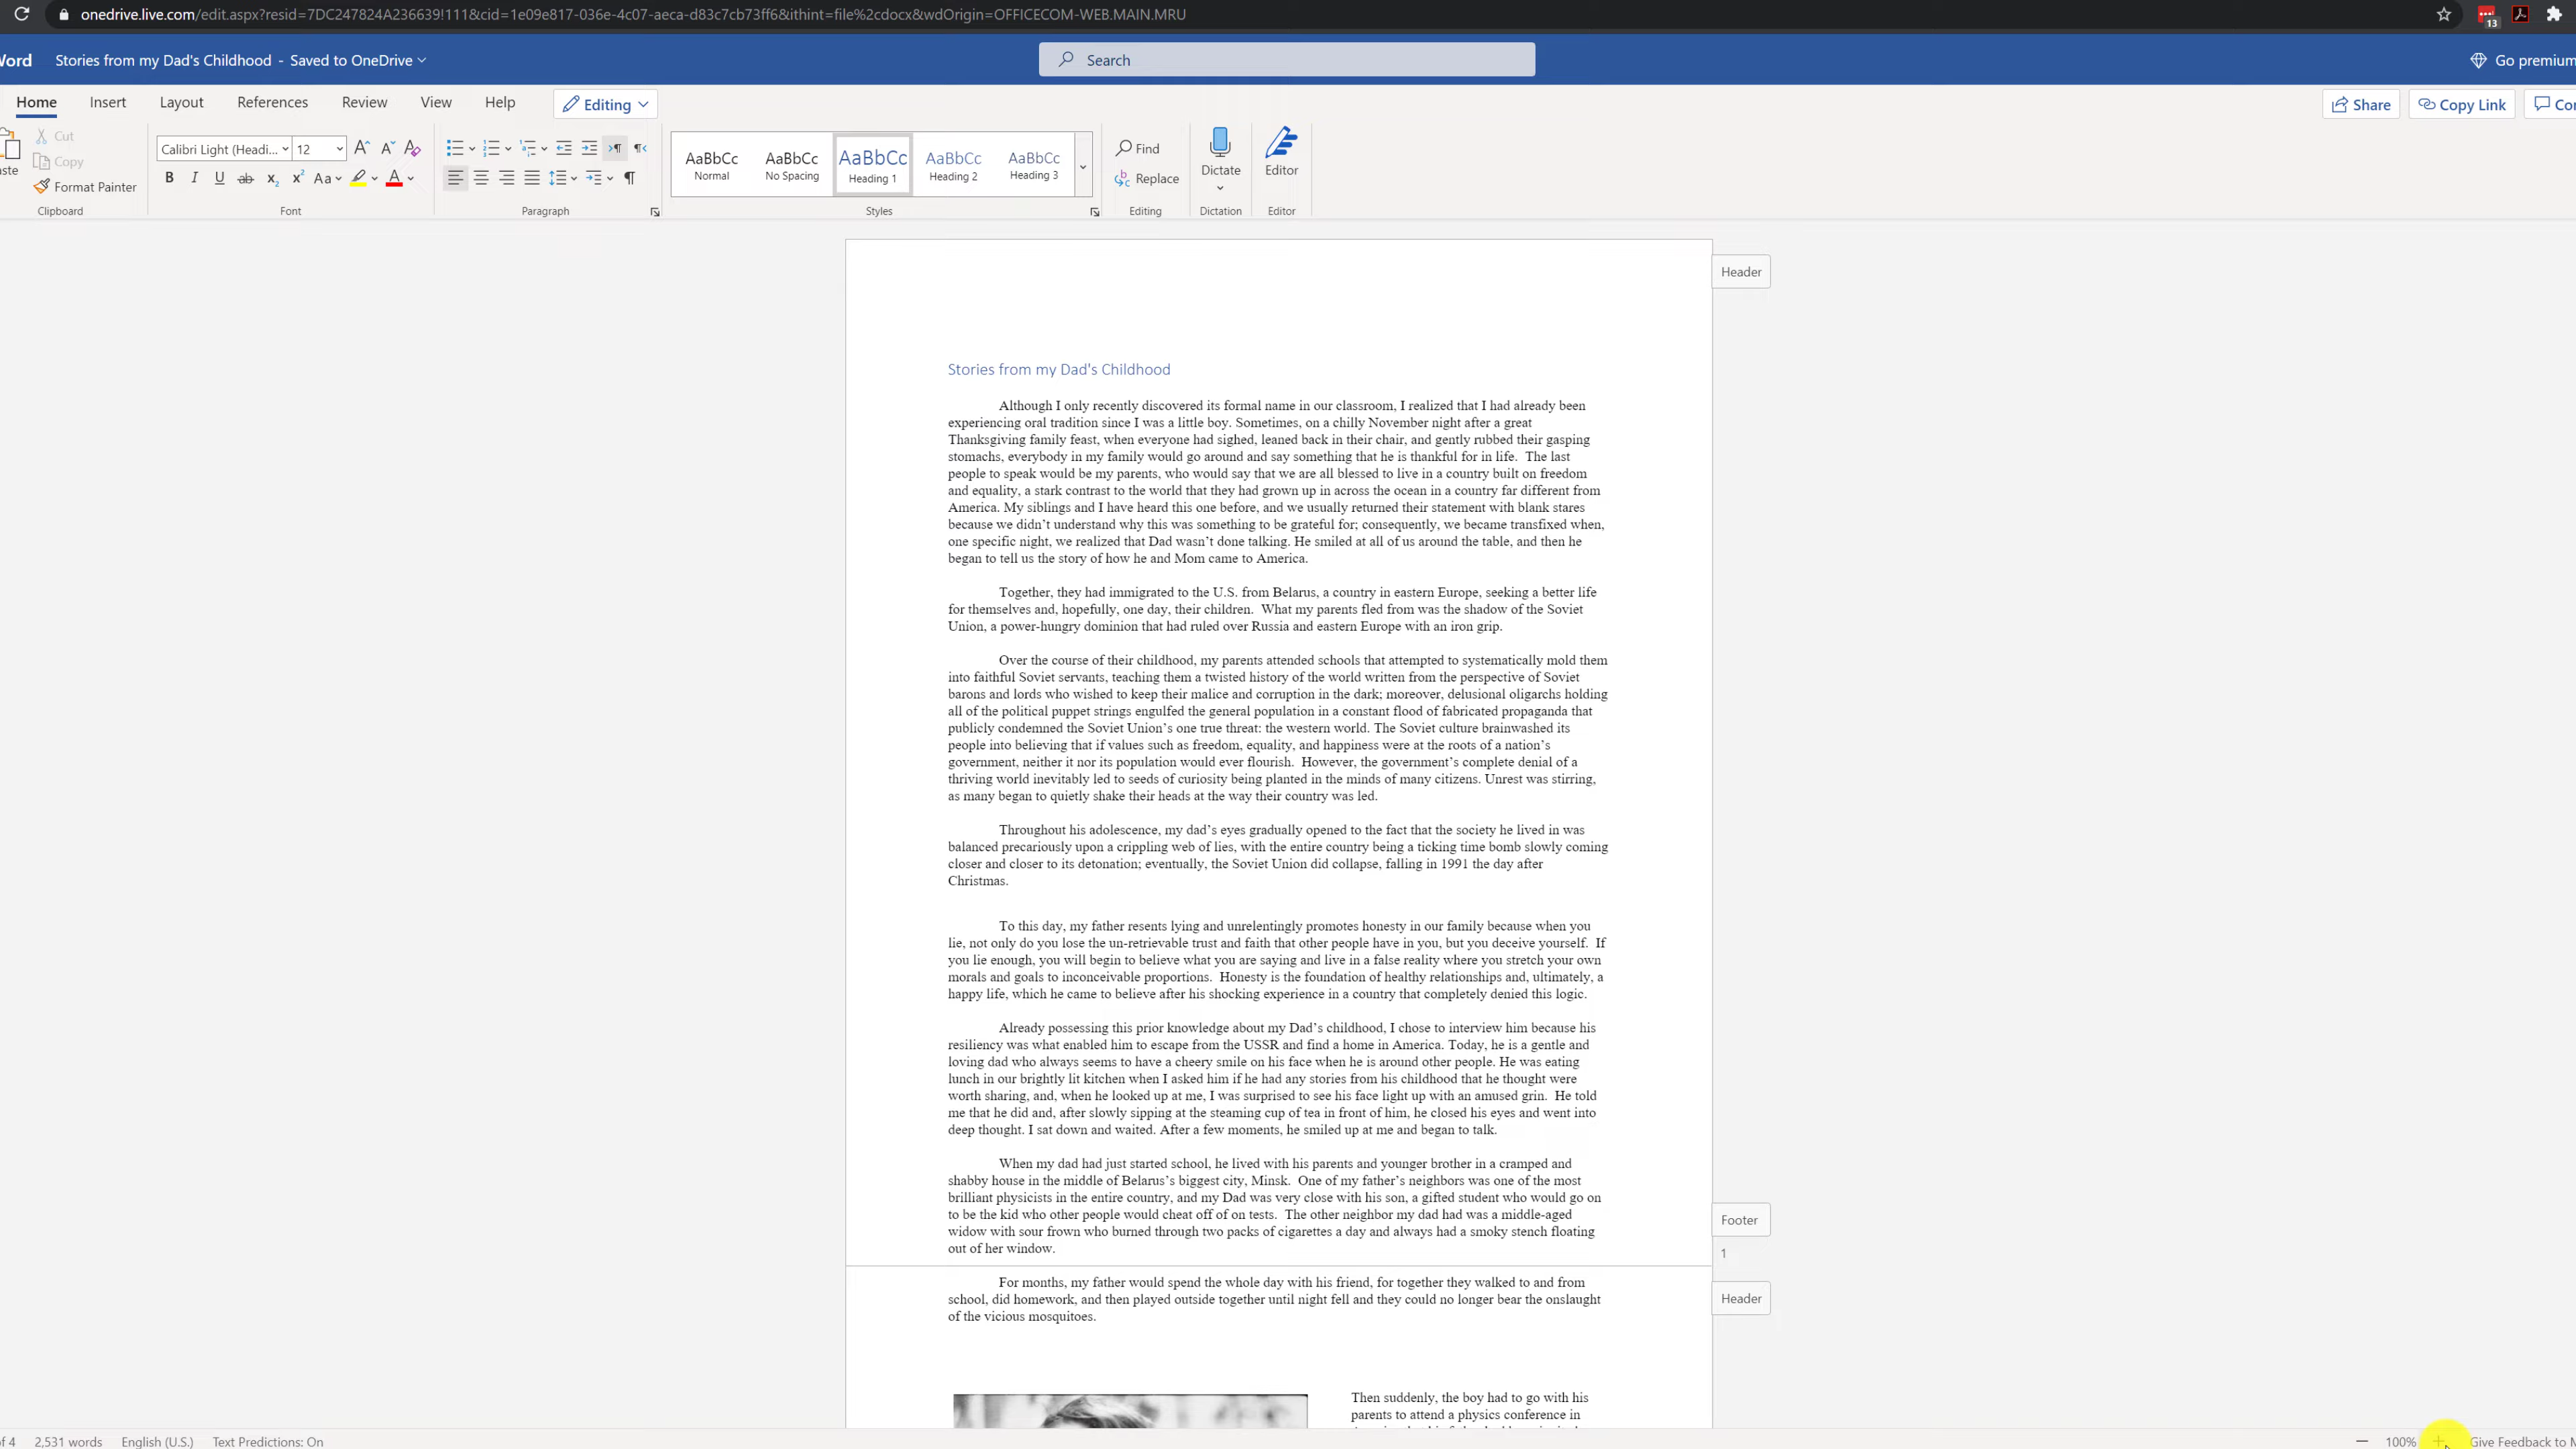 onedrive.live.com/edit.aspx?resid=7DC247824A236639!111&cid=1e09e817-036e-4c07-aeca-d83c7cb73ff6&ithint=file%2cdocx&wdOrigin=OFFICECOM-WEB.MAIN.MRU
13
Word Stories from my Dad's Childhood - Saved to OneDrive Search Go premium
Home Insert Layout References Review View Help Editing Share Copy Link
Cut
Copy
Format Painter
Clipboard
Calibri Light (Headi... 12
Font
Paragraph
AaBbCc AaBbCc AaBbCc AaBbCc AaBbCc
Normal No Spacing Heading 1 Heading 2 Heading 3
Styles
Find
Replace
Editing
Dictate
Dictation
Editor
Editor
Header
Stories from my Dad's Childhood
Although I only recently discovered its formal name in our classroom, I realized that I had already been
experiencing oral tradition since I was a little boy. Sometimes, on a chilly November night after a great
Thanksgiving family feast, when everyone had sighed, leaned back in their chair, and gently rubbed their gasping
stomachs, everybody in my family would go around and say something that he is thankful for in life. The last
people to speak would be my parents, who would say that we are all blessed to live in a country built on freedom
and equality, a stark contrast to the world that they had grown up in across the ocean in a country far different from
America. My siblings and I have heard this one before, and we usually returned their statement with blank stares
because we didn't understand why this was something to be grateful for; consequently, we became transfixed when,
one specific night, we realized that Dad wasn't done talking. He smiled at all of us around the table, and then he
began to tell us the story of how he and Mom came to America.
Together, they had immigrated to the U.S. from Belarus, a country in eastern Europe, seeking a better life
for themselves and, hopefully, one day, their children. What my parents fled from was the shadow of the Soviet
Union, a power-hungry dominion that had ruled over Russia and eastern Europe with an iron grip.
Over the course of their childhood, my parents attended schools that attempted to systematically mold them
into faithful Soviet servants, teaching them a twisted history of the world written from the perspective of Soviet
barons and lords who wished to keep their malice and corruption in the dark; moreover, delusional oligarchs holding
all of the political puppet strings engulfed the general population in a constant flood of fabricated propaganda that
publicly condemned the Soviet Union's one true threat: the western world. The Soviet culture brainwashed its
people into believing that if values such as freedom, equality, and happiness were at the roots of a nation's
government, neither it nor its population would ever flourish. However, the government's complete denial of a
thriving world inevitably led to seeds of curiosity being planted in the minds of many citizens. Unrest was stirring,
as many began to quietly shake their heads at the way their country was led.
Throughout his adolescence, my dad's eyes gradually opened to the fact that the society he lived in was
balanced precariously upon a crippling web of lies, with the entire country being a ticking time bomb slowly coming
closer and closer to its detonation; eventually, the Soviet Union did collapse, falling in 1991 the day after
Christmas.
To this day, my father resents lying and unrelentingly promotes honesty in our family because when you
lie, not only do you lose the un-retrievable trust and faith that other people have in you, but you deceive yourself. If
you lie enough, you will begin to believe what you are saying and live in a false reality where you stretch your own
morals and goals to inconceivable proportions. Honesty is the foundation of healthy relationships and, ultimately, a
happy life, which he came to believe after his shocking experience in a country that completely denied this logic.
Already possessing this prior knowledge about my Dad's childhood, I chose to interview him because his
resiliency was what enabled him to escape from the USSR and find a home in America. Today, he is a gentle and
loving dad who always seems to have a cheery smile on his face when he is around other people. He was eating
lunch in our brightly lit kitchen when I asked him if he had any stories from his childhood that he thought were
worth sharing, and, when he looked up at me, I was surprised to see his face light up with an amused grin. He told
me that he did and, after slowly sipping at the steaming cup of tea in front of him, he closed his eyes and went into
deep thought. I sat down and waited. After a few moments, he smiled up at me and began to talk.
When my dad had just started school, he lived with his parents and younger brother in a cramped and
shabby house in the middle of Belarus's biggest city, Minsk. One of my father's neighbors was one of the most
brilliant physicists in the entire country, and my Dad was very close with his son, a gifted student who would go on
to be the kid who other people would cheat off of on tests. The other neighbor my dad had was a middle-aged
widow with sour frown who burned through two packs of cigarettes a day and always had a smoky stench floating
out of her window.
Footer
1
For months, my father would spend the whole day with his friend, for together they walked to and from
school, did homework, and then played outside together until night fell and they could no longer bear the onslaught
of the vicious mosquitoes.
Header
Then suddenly, the boy had to go with his
parents to attend a physics conference in
of 4 2,531 words English (U.S.) Text Predictions: On 100% Give Feedback to